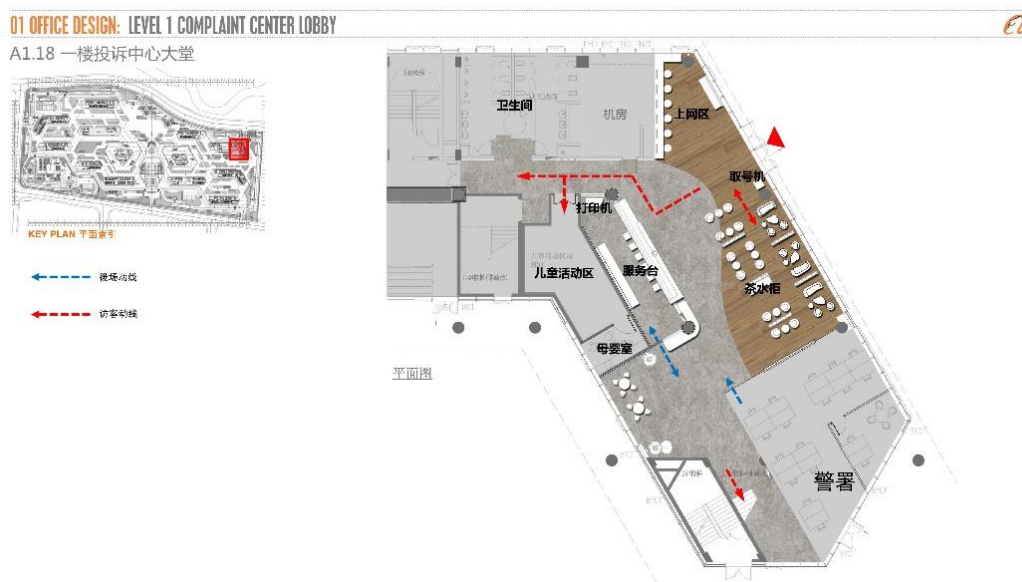 01 OFFICE DESIGN: LEVEL 1 COMPLAINT CENTER LOBBY
A1.18 一楼投诉中心大堂
KEY PLAN 平面索引
后场动线
访客动线
平面图
卫生间
机房
上网区
取号机
打印机
儿童活动区
服务台
茶水柜
母婴室
警署